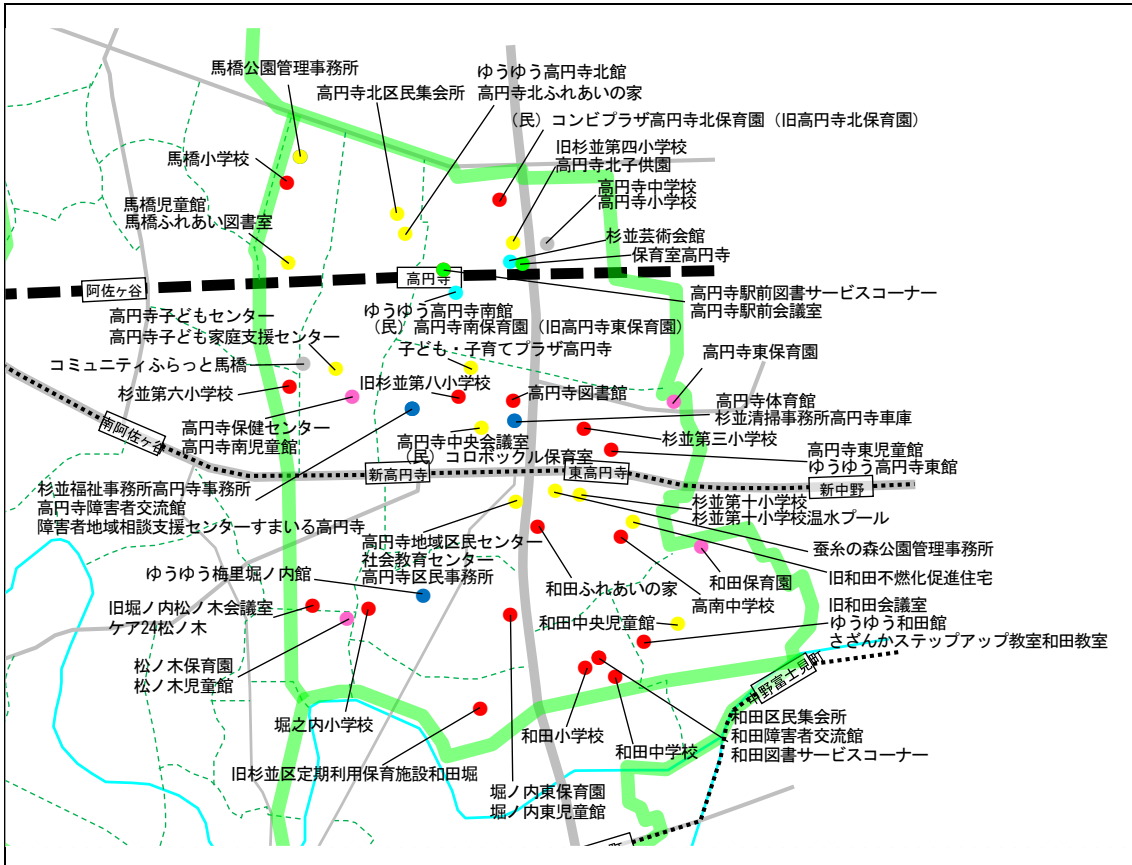 馬橋公園管理事務所
高円寺北区民集会所
ゆうゆう高円寺北館
高円寺北ふれあいの家
(民)コンビプラザ高円寺北保育園(旧高円寺北保育園)
馬橋小学校
旧杉並第四小学校
高円寺北子供園
高円寺中学校
高円寺小学校
馬橋児童館
馬橋ふれあい図書室
杉並芸術会館
保育室高円寺
阿佐ヶ谷
高円寺
高円寺駅前図書サービスコーナー
高円寺駅前会議室
高円寺子どもセンター
高円寺子ども家庭支援センター
ゆうゆう高円寺南館
(民)高円寺南保育園(旧高円寺東保育園)
子ども・子育てプラザ高円寺
コミュニティふらっと馬橋
高円寺東保育園
杉並第六小学校
旧杉並第八小学校
高円寺図書館
高円寺体育館
杉並清掃事務所高円寺車庫
高円寺保健センター
高円寺南児童館
南阿佐ヶ谷
高円寺中央会議室
(民)コロボックル保育室
杉並第三小学校
高円寺東児童館
ゆうゆう高円寺東館
新高円寺
東高円寺
新中野
杉並福祉事務所高円寺事務所
高円寺障害者交流館
障害者地域相談支援センターすまいる高円寺
杉並第十小学校
杉並第十小学校温水プール
高円寺地域区民センター
社会教育センター
高円寺区民事務所
蚕糸の森公園管理事務所
旧和田不燃化促進住宅
ゆうゆう梅里堀ノ内館
和田ふれあいの家
和田保育園
高南中学校
旧堀ノ内松ノ木会議室
ケア24松ノ木
和田中央児童館
旧和田会議室
ゆうゆう和田館
さざんかステップアップ教室和田教室
松ノ木保育園
松ノ木児童館
中野富士見町
堀之内小学校
和田小学校
和田中学校
和田区民集会所
和田障害者交流館
和田図書サービスコーナー
旧杉並区定期利用保育施設和田堀
堀ノ内東保育園
堀ノ内東児童館